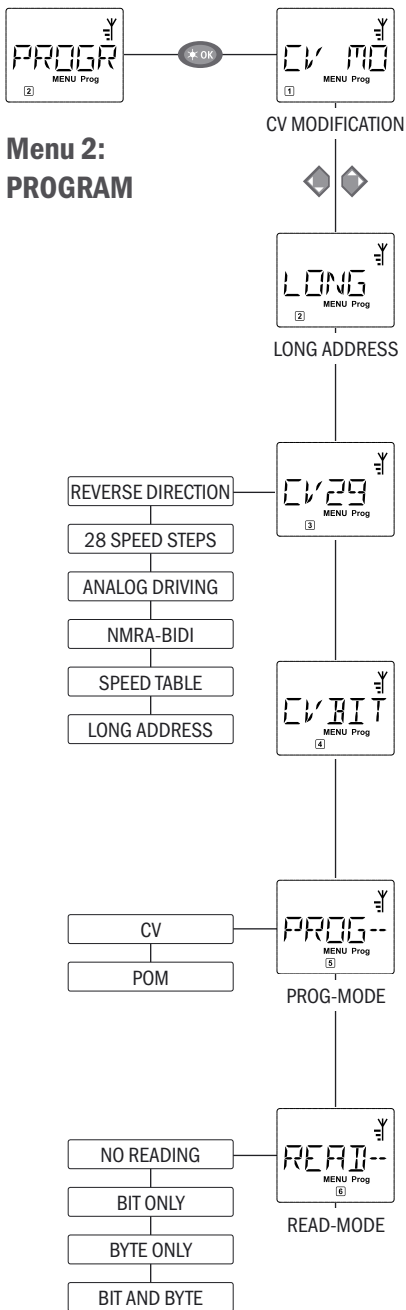 PROGR
MENU Prog
2
✶ OK
CV MO
MENU Prog
1
CV MODIFICATION
Menu 2:
PROGRAM
LONG
MENU Prog
2
LONG ADDRESS
CV29
MENU Prog
3
REVERSE DIRECTION
28 SPEED STEPS
ANALOG DRIVING
NMRA-BIDI
SPEED TABLE
LONG ADDRESS
CVBIT
MENU Prog
4
PROG--
MENU Prog
5
PROG-MODE
CV
POM
READ--
MENU Prog
6
READ-MODE
NO READING
BIT ONLY
BYTE ONLY
BIT AND BYTE